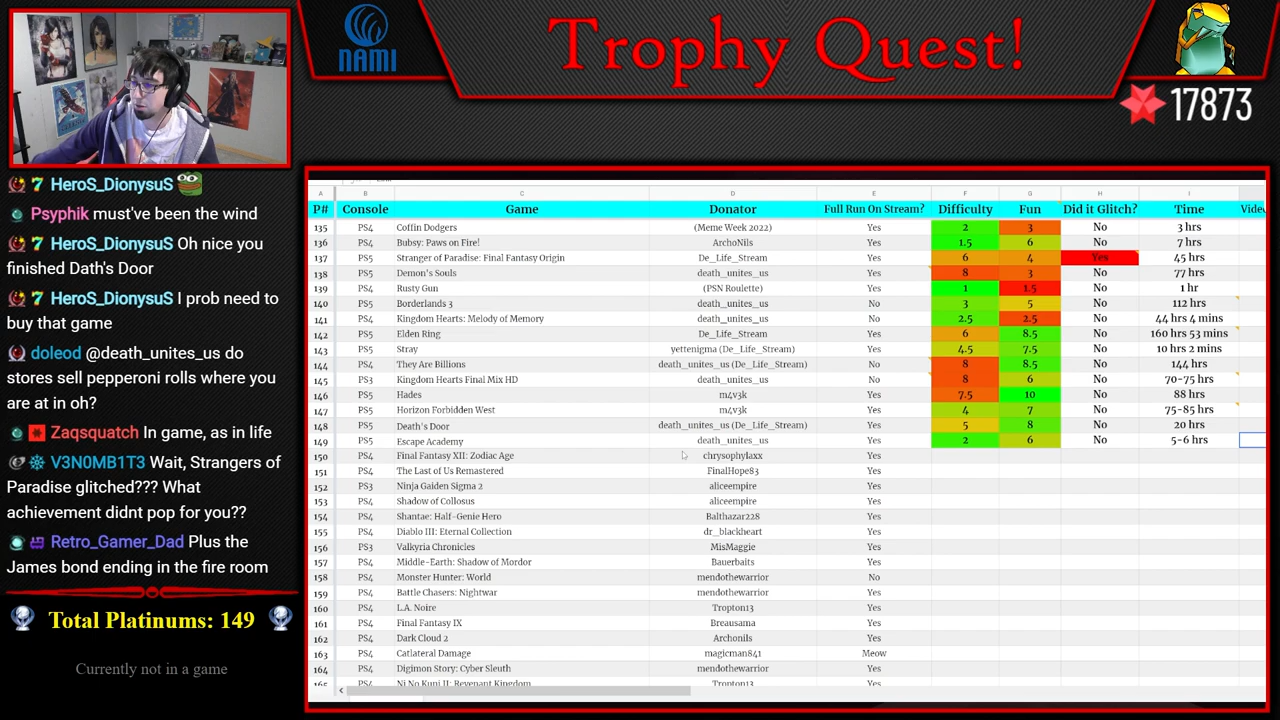 NAMI
Trophy Quest!
17873
7 HeroS_DionysuS
Psyphik must've been the wind
7 HeroS_DionysuS Oh nice you
finished Dath's Door
7 HeroS_DionysuS I prob need to
buy that game
doleod @death_unites_us do
stores sell pepperoni rolls where you
are at in oh?
Zaqsquatch In game, as in life
V3N0MB1T3 Wait, Strangers of
Paradise glitched??? What
achievement didnt pop for you??
Retro_Gamer_Dad Plus the
James bond ending in the fire room
Total Platinums: 149
Currently not in a game
A B C D E F G H I
P# Console Game Donator Full Run On Stream? Difficulty Fun Did it Glitch? Time Video
135 PS4 Coffin Dodgers (Meme Week 2022) Yes 2 3 No 3 hrs
136 PS4 Bubsy: Paws on Fire! ArchoNils Yes 1.5 6 No 7 hrs
137 PS5 Stranger of Paradise: Final Fantasy Origin De_Life_Stream Yes 6 4 Yes 45 hrs
138 PS5 Demon's Souls death_unites_us Yes 8 3 No 77 hrs
139 PS4 Rusty Gun (PSN Roulette) Yes 1 1.5 No 1 hr
140 PS5 Borderlands 3 death_unites_us No 3 5 No 112 hrs
141 PS4 Kingdom Hearts: Melody of Memory death_unites_us No 2.5 2.5 No 44 hrs 4 mins
142 PS5 Elden Ring De_Life_Stream Yes 6 8.5 No 160 hrs 53 mins
143 PS5 Stray yettenigma (De_Life_Stream) Yes 4.5 7.5 No 10 hrs 2 mins
144 PS4 They Are Billions death_unites_us (De_Life_Stream) No 8 8.5 No 144 hrs
145 PS3 Kingdom Hearts Final Mix HD death_unites_us No 8 6 No 70-75 hrs
146 PS5 Hades m4v3k Yes 7.5 10 No 88 hrs
147 PS5 Horizon Forbidden West m4v3k Yes 4 7 No 75-85 hrs
148 PS5 Death's Door death_unites_us (De_Life_Stream) Yes 5 8 No 20 hrs
149 PS5 Escape Academy death_unites_us Yes 2 6 No 5-6 hrs
150 PS4 Final Fantasy XII: Zodiac Age chrysophylaxx Yes
151 PS4 The Last of Us Remastered FinalHope83 Yes
152 PS3 Ninja Gaiden Sigma 2 aliceempire Yes
153 PS4 Shadow of Collosus aliceempire Yes
154 PS4 Shantae: Half-Genie Hero Balthazar228 Yes
155 PS4 Diablo III: Eternal Collection dr_blackheart Yes
156 PS3 Valkyria Chronicles MisMaggie Yes
157 PS4 Middle-Earth: Shadow of Mordor Bauerbaits Yes
158 PS4 Monster Hunter: World mendothewarrior No
159 PS4 Battle Chasers: Nightwar mendothewarrior Yes
160 PS4 L.A. Noire Tropton13 Yes
161 PS4 Final Fantasy IX Breausama Yes
162 PS4 Dark Cloud 2 Archonils Yes
163 PS4 Catlateral Damage magicman841 Meow
164 PS4 Digimon Story: Cyber Sleuth mendothewarrior Yes
165 PS4 Ni No Kuni II: Revenant Kingdom Tropton13 Yes